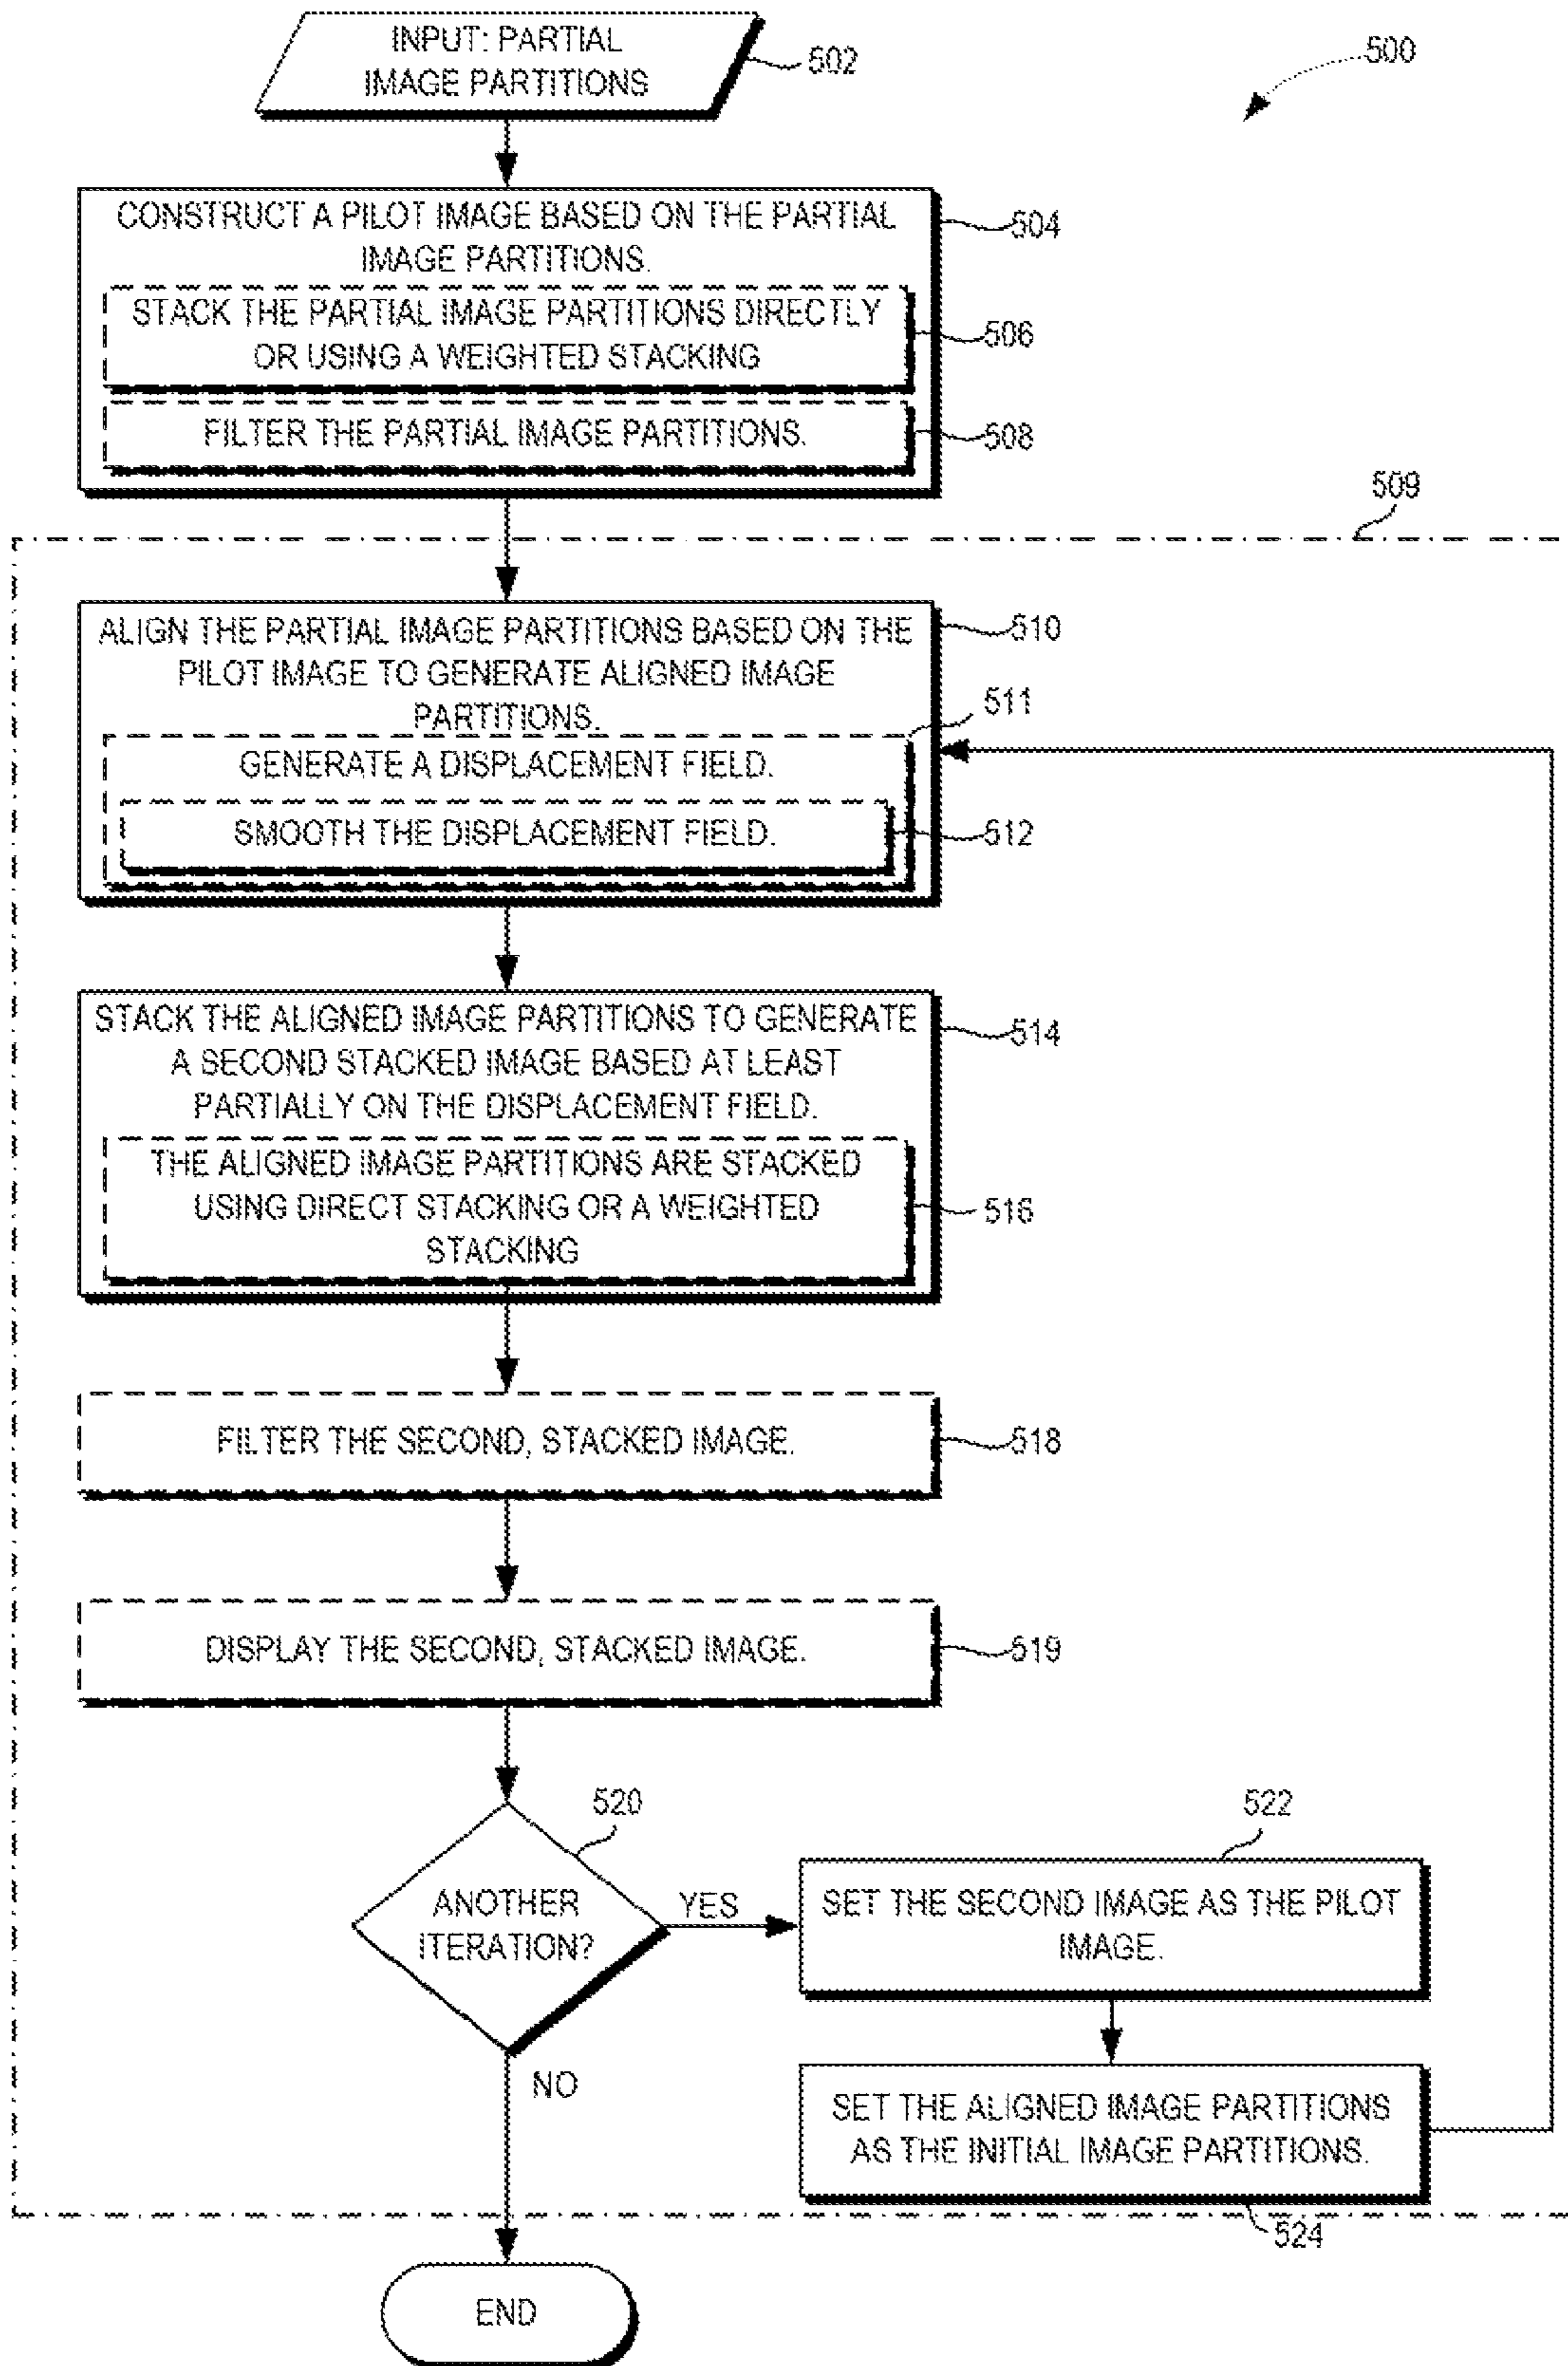 INPUT: PARTIAL
IMAGE PARTITIONS
502
500
CONSTRUCT A PILOT IMAGE BASED ON THE PARTIAL
IMAGE PARTITIONS.
504
STACK THE PARTIAL IMAGE PARTITIONS DIRECTLY
OR USING A WEIGHTED STACKING
506
FILTER THE PARTIAL IMAGE PARTITIONS.
508
509
ALIGN THE PARTIAL IMAGE PARTITIONS BASED ON THE
PILOT IMAGE TO GENERATE ALIGNED IMAGE
PARTITIONS.
510
511
GENERATE A DISPLACEMENT FIELD.
SMOOTH THE DISPLACEMENT FIELD.
512
STACK THE ALIGNED IMAGE PARTITIONS TO GENERATE
A SECOND STACKED IMAGE BASED AT LEAST
PARTIALLY ON THE DISPLACEMENT FIELD.
514
THE ALIGNED IMAGE PARTITIONS ARE STACKED
USING DIRECT STACKING OR A WEIGHTED
STACKING
516
FILTER THE SECOND, STACKED IMAGE.
518
DISPLAY THE SECOND, STACKED IMAGE.
519
520
ANOTHER
ITERATION?
YES
NO
522
SET THE SECOND IMAGE AS THE PILOT
IMAGE.
SET THE ALIGNED IMAGE PARTITIONS
AS THE INITIAL IMAGE PARTITIONS.
524
END